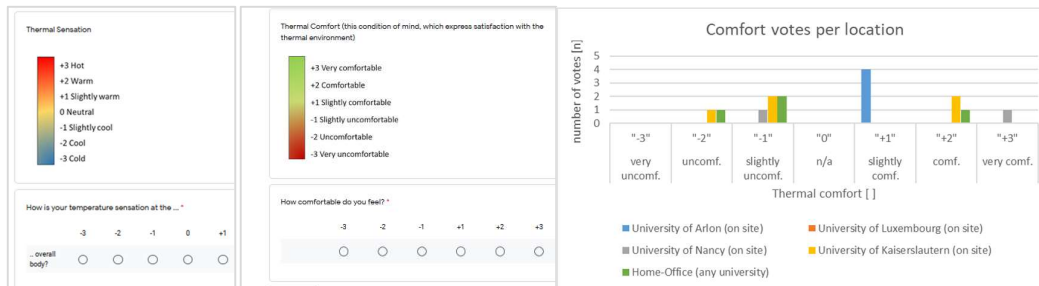 Thermal Sensation
+3 Hot
+2 Warm
+1 Slightly warm
0 Neutral
-1 Slightly cool
-2 Cool
-3 Cold
How is your temperature sensation at the ... *
-3 -2 -1 0 +1
... overall
body?
Thermal Comfort (this condition of mind, which express satisfaction with the
thermal environment)
+3 Very comfortable
+2 Comfortable
+1 Slightly comfortable
-1 Slightly uncomfortable
-2 Uncomfortable
-3 Very uncomfortable
How comfortable do you feel? *
-3 -2 -1 +1 +2 +3
Comfort votes per location
number of votes [n]
5
4
3
2
1
0
"-3" "-2" "-1" "0" "+1" "+2" "+3"
very uncomf. slightly n/a slightly comf. very comf.
uncomf. uncomf. comf.
Thermal comfort [ ]
University of Arlon (on site) University of Luxembourg (on site)
University of Nancy (on site) University of Kaiserslautern (on site)
Home-Office (any university)